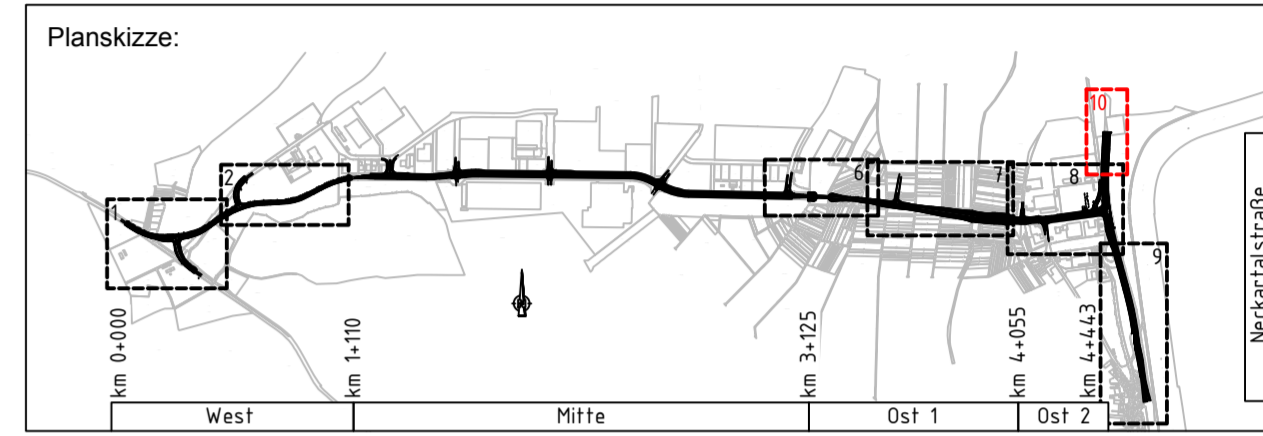 Planskizze:
10
2
6
7
8
1
9
km 0+000
km 1+110
km 3+125
km 4+055
km 4+443
Neckartalstraße
West
Mitte
Ost 1
Ost 2